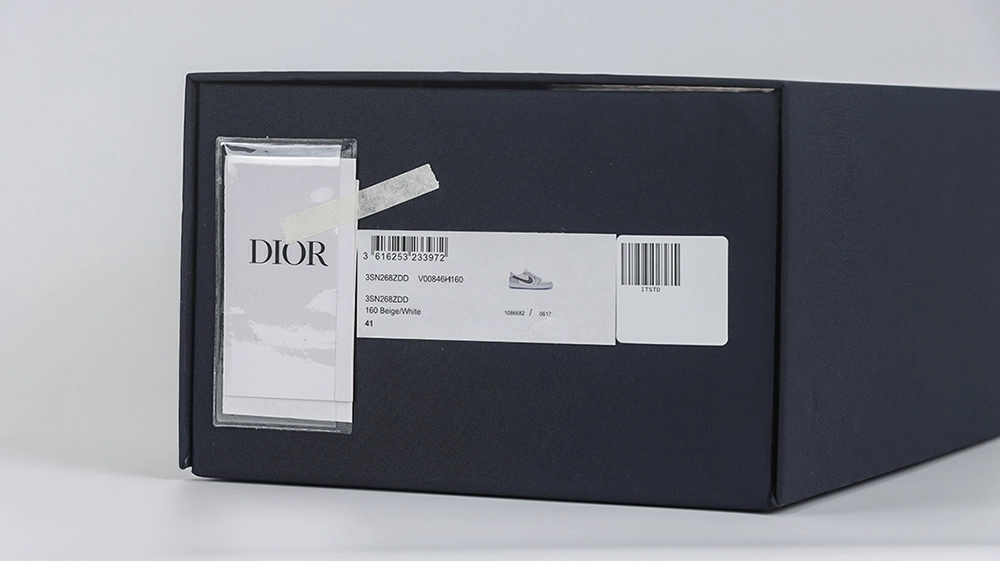 DIOR
3 616253 233972
3SN268ZDD V00846H160
3SN268ZDD
160 Beige/White
41
1086682 / 0617
ITSTD